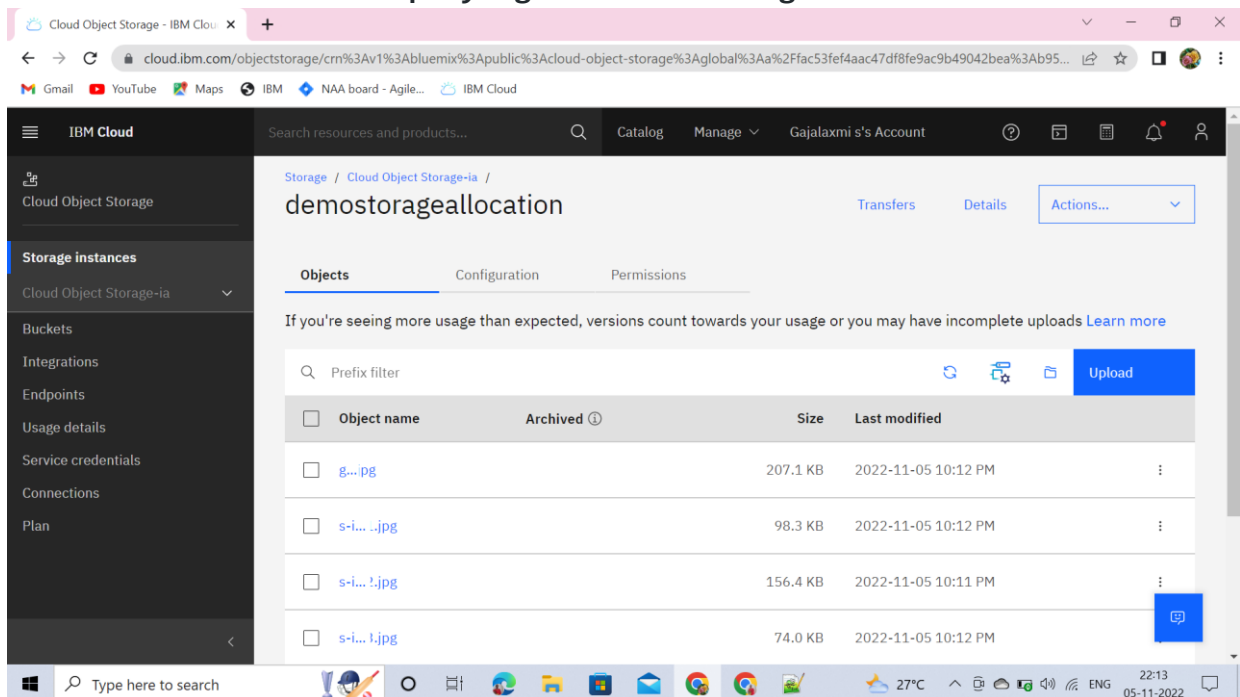 Cloud Object Storage - IBM Clou
cloud.ibm.com/objectstorage/crn%3Av1%3Abluemix%3Apublic%3Acloud-object-storage%3Aglobal%3Aa%2Ffac53fef4aac47df8fe9ac9b49042bea%3Ab95...
Gmail YouTube Maps IBM NAA board - Agile... IBM Cloud
IBM Cloud Search resources and products... Catalog Manage Gajalaxmi s's Account
Cloud Object Storage
Storage instances
Cloud Object Storage-ia
Buckets
Integrations
Endpoints
Usage details
Service credentials
Connections
Plan
Storage / Cloud Object Storage-ia /
demostorageallocation Transfers Details Actions...
Objects Configuration Permissions
If you're seeing more usage than expected, versions count towards your usage or you may have incomplete uploads Learn more
Prefix filter Upload
Object name Archived Size Last modified
207.1 KB 2022-11-05 10:12 PM
s-i... ..jpg 98.3 KB 2022-11-05 10:12 PM
156.4 KB 2022-11-05 10:11 PM
74.0 KB 2022-11-05 10:12 PM
Type here to search 27°C ENG 22:13
05-11-2022